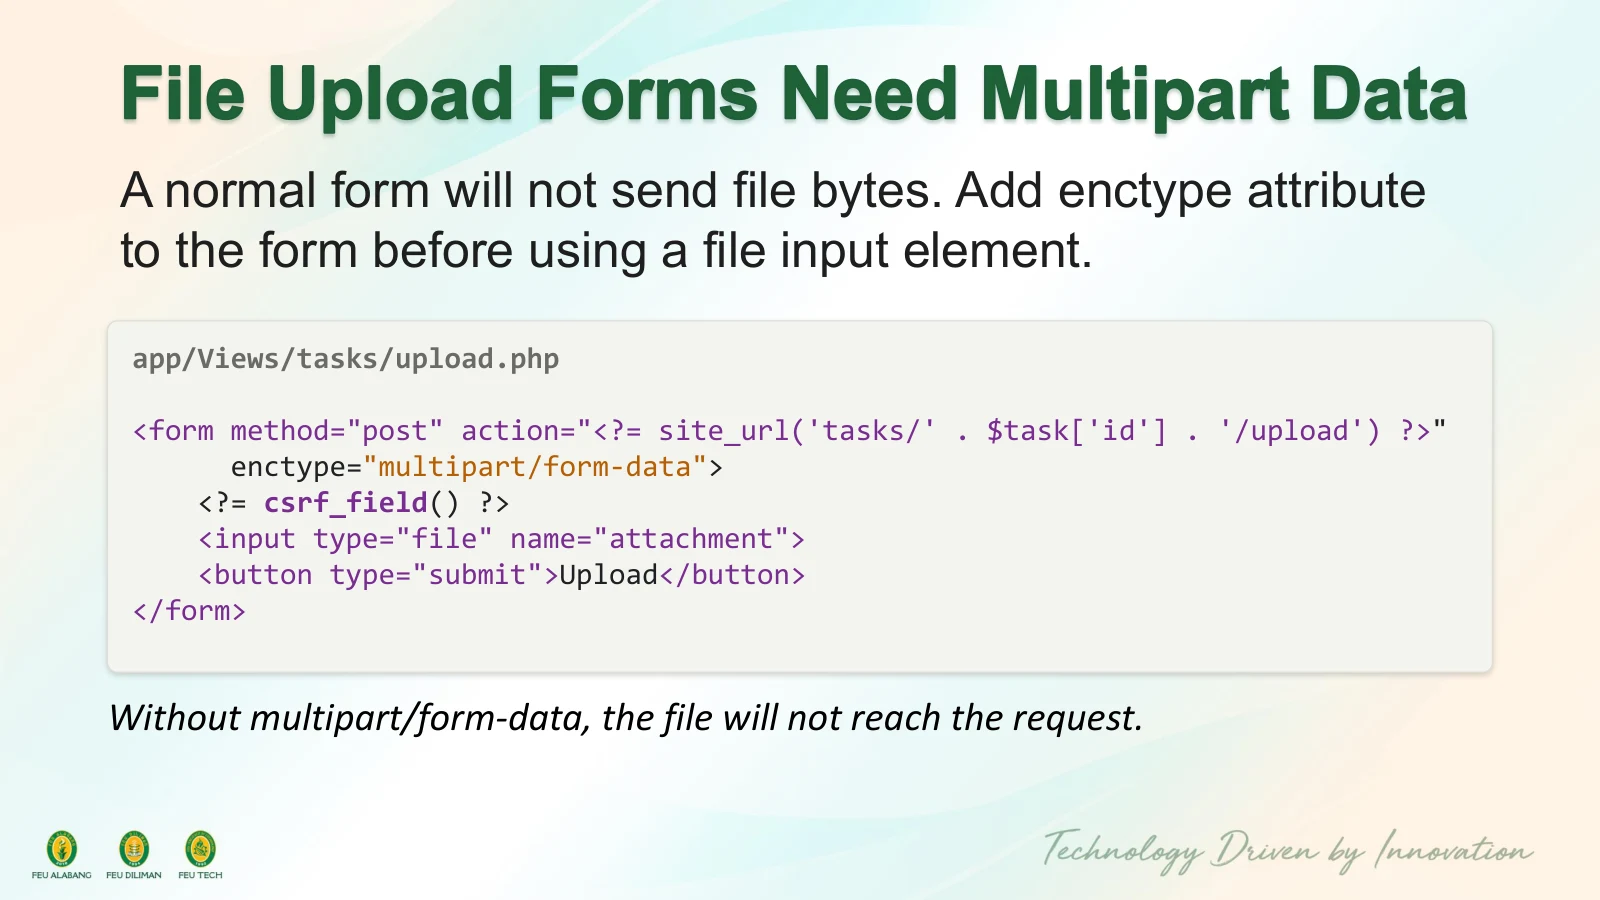 File Upload Forms Need Multipart Data
A normal form will not send file bytes. Add enctype attribute
to the form before using a file input element.
app/Views/tasks/upload.php
<form method="post" action="<?= site_url('tasks/' . $task['id'] . '/upload') ?>"
      enctype="multipart/form-data">
    <?= csrf_field() ?>
    <input type="file" name="attachment">
    <button type="submit">Upload</button>
</form>
Without multipart/form-data, the file will not reach the request.
FEU ALABANG FEU DILIMAN FEU TECH
Technology Driven by Innovation